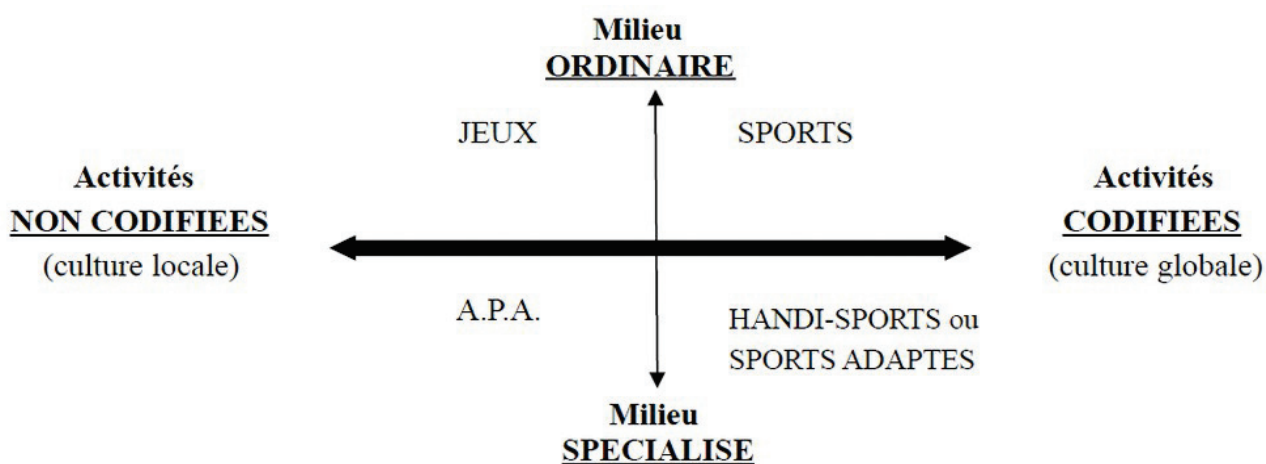 Milieu
ORDINAIRE
JEUX
SPORTS
Activités
NON CODIFIEES
(culture locale)
Activités
CODIFIEES
(culture globale)
A.P.A.
HANDI-SPORTS ou
SPORTS ADAPTES
Milieu
SPECIALISE